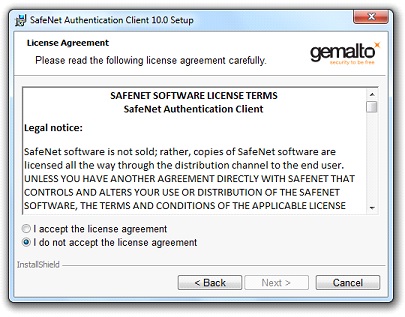 SafeNet Authentication Client 10.0 Setup
License Agreement
Please read the following license agreement carefully.
gemalto
security to be free
SAFENET SOFTWARE LICENSE TERMS
SafeNet Authentication Client
Legal notice:
SafeNet software is not sold; rather, copies of SafeNet software are
licensed all the way through the distribution channel to the end user.
UNLESS YOU HAVE ANOTHER AGREEMENT DIRECTLY WITH SAFENET THAT
CONTROLS AND ALTERS YOUR USE OR DISTRIBUTION OF THE SAFENET
SOFTWARE, THE TERMS AND CONDITIONS OF THE APPLICABLE LICENSE
I accept the license agreement
I do not accept the license agreement
InstallShield
< Back
Next >
Cancel